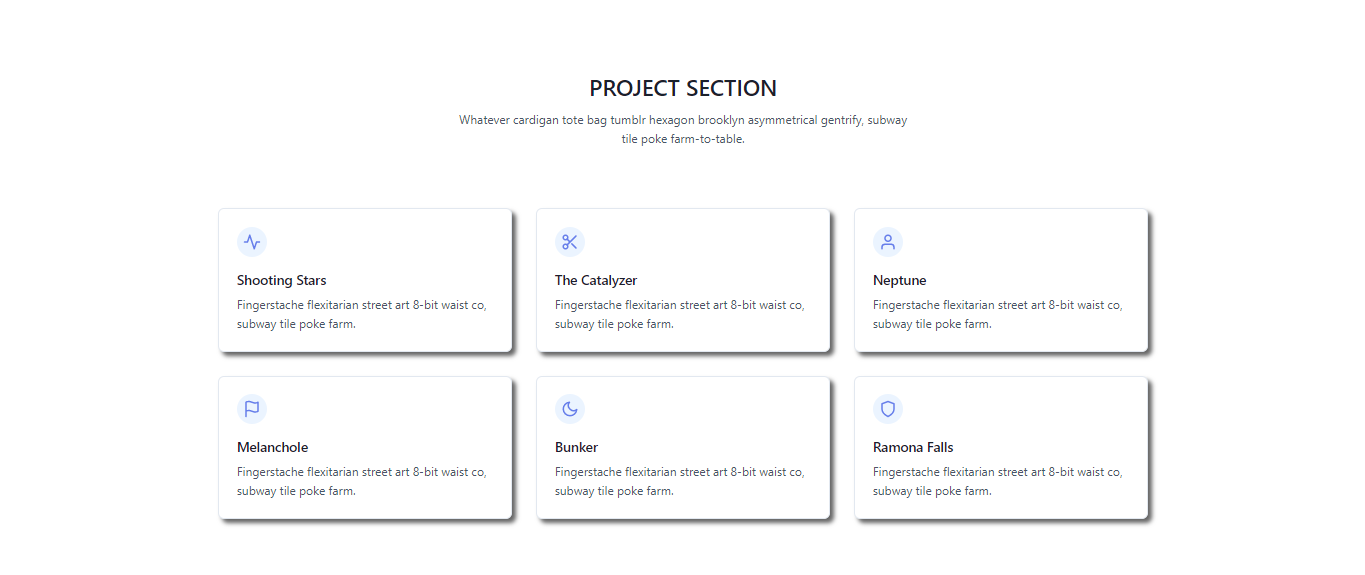 PROJECT SECTION
Whatever cardigan tote bag tumblr hexagon brooklyn asymmetrical gentrify, subway
tile poke farm-to-table.
Shooting Stars
Fingerstache flexitarian street art 8-bit waist co,
subway tile poke farm.
The Catalyzer
Fingerstache flexitarian street art 8-bit waist co,
subway tile poke farm.
Neptune
Fingerstache flexitarian street art 8-bit waist co,
subway tile poke farm.
Melanchole
Fingerstache flexitarian street art 8-bit waist co,
subway tile poke farm.
Bunker
Fingerstache flexitarian street art 8-bit waist co,
subway tile poke farm.
Ramona Falls
Fingerstache flexitarian street art 8-bit waist co,
subway tile poke farm.